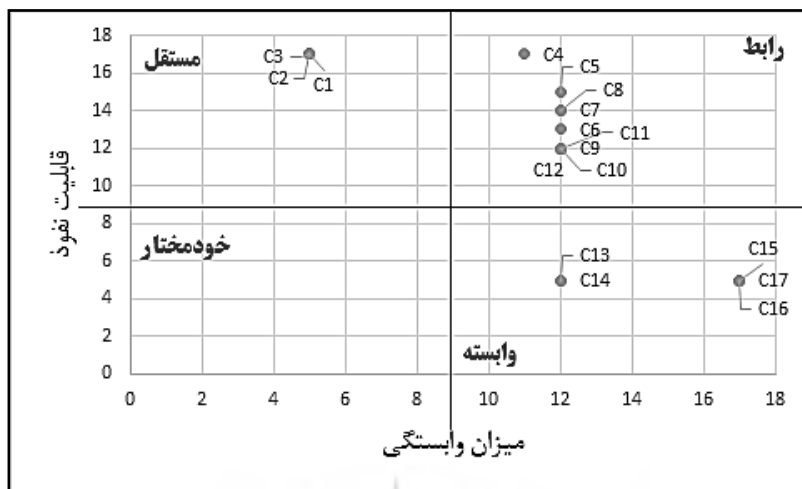 18
16
14
12
10
8
6
4
2
0
قابلیت نفوذ
مستقل
رابط
خودمختار
وابسته
C3
C2
C1
C4
C5
C8
C7
C6
C11
C9
C12
C10
C13
C14
C15
C17
C16
0 2 4 6 8 10 12 14 16 18
میزان وابستگی